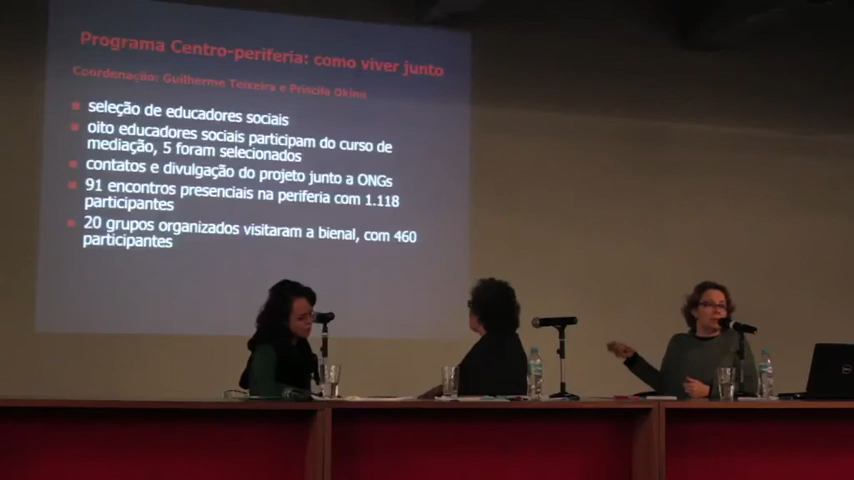 Programa Centro-periferia: como viver junto
Coordenação: Guilherme Teixeira e Priscila Okino
seleção de educadores sociais
oito educadores sociais participam do curso de
mediação, 5 foram selecionados
contatos e divulgação do projeto junto a ONGs
91 encontros presenciais na periferia com 1.118
participantes
20 grupos organizados visitaram a bienal, com 460
participantes